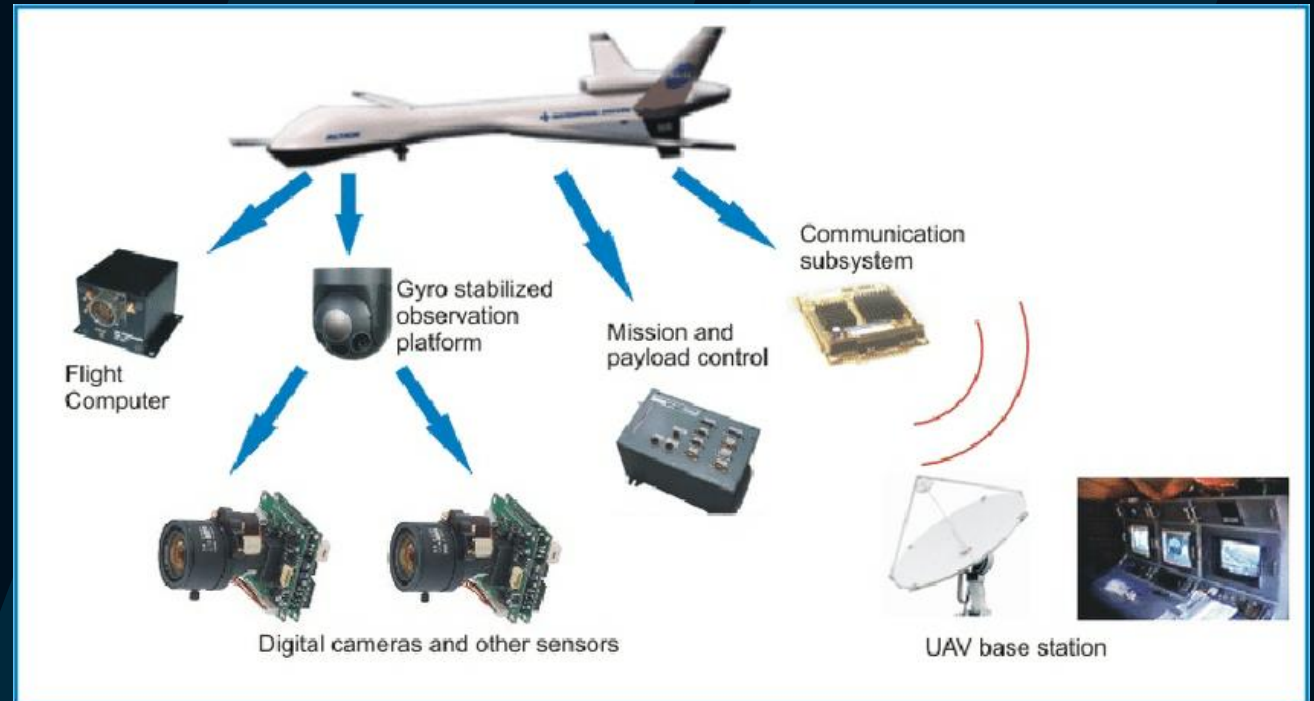 ALTAIR
Communication
subsystem
Gyro stabilized
observation
platform
Mission and
payload control
Flight
Computer
Digital cameras and other sensors
UAV base station